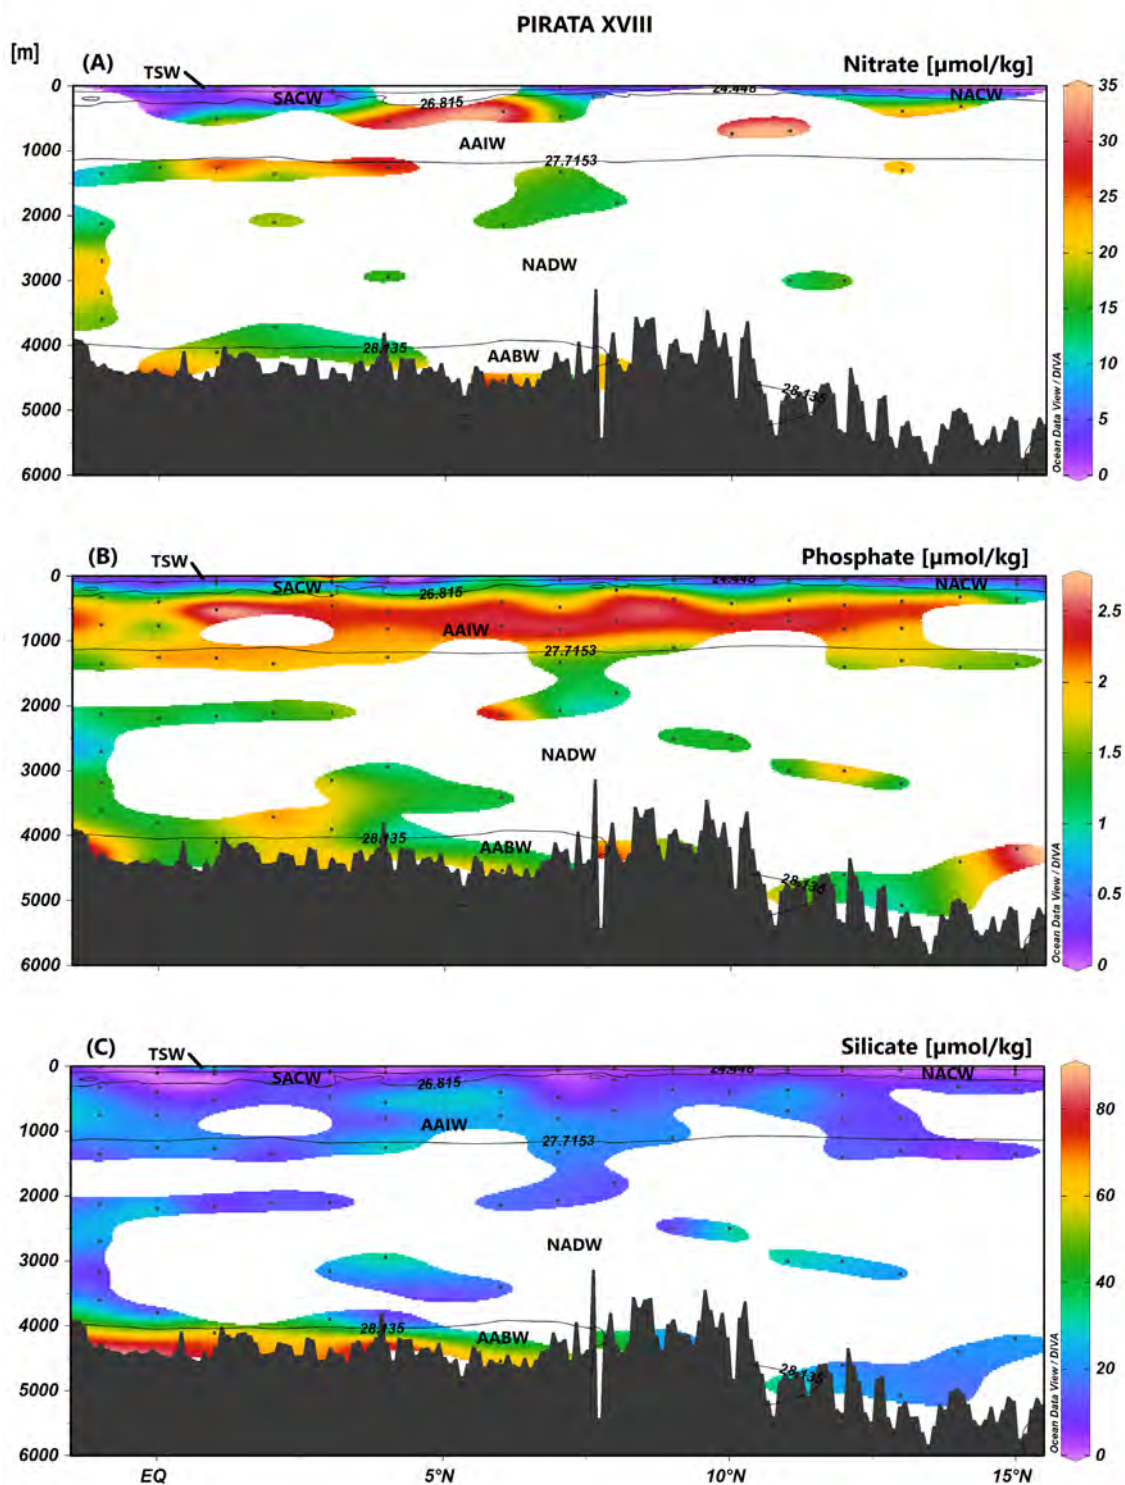 PIRATA XVIII
[m]
(A)
Nitrate [µmol/kg]
TSW
SACW
26.815
24.448
NACW
AAIW
27.7153
NADW
28.135
AABW
28.135
0
1000
2000
3000
4000
5000
6000
35
30
25
20
15
10
5
0
Ocean Data View / DIVA
(B)
Phosphate [µmol/kg]
TSW
SACW
26.815
24.448
NACW
AAIW
27.7153
NADW
28.135
AABW
28.135
0
1000
2000
3000
4000
5000
6000
2.5
2
1.5
1
0.5
0
Ocean Data View / DIVA
(C)
Silicate [µmol/kg]
TSW
SACW
26.815
24.448
NACW
AAIW
27.7153
NADW
28.135
AABW
28.135
0
1000
2000
3000
4000
5000
6000
80
60
40
20
0
Ocean Data View / DIVA
EQ
5°N
10°N
15°N